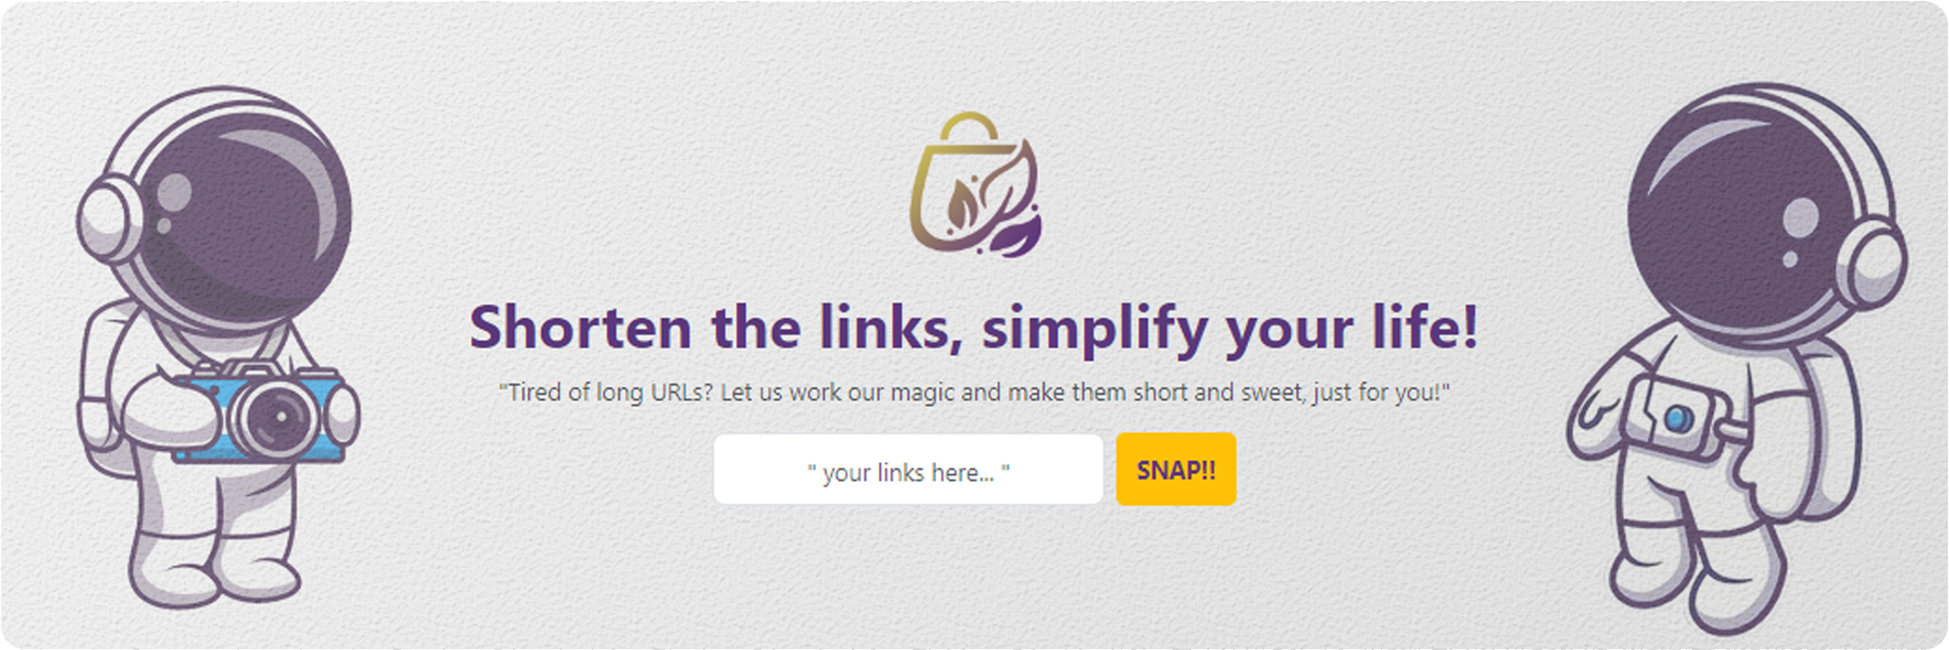 Shorten the links, simplify your life!
"Tired of long URLs? Let us work our magic and make them short and sweet, just for you!"
" your links here... " SNAP!!